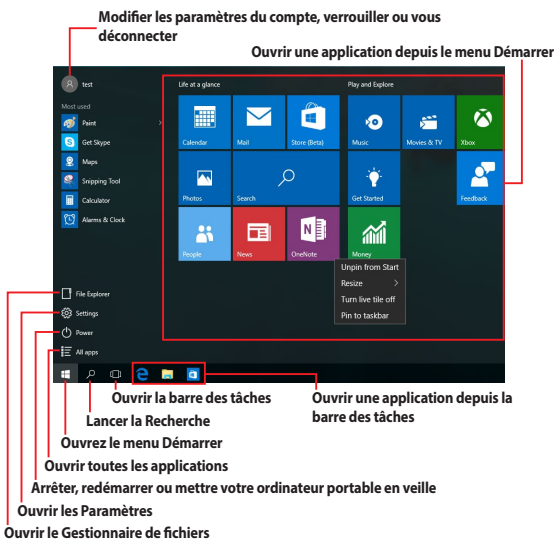 Modifier les paramètres du compte, verrouiller ou vous
déconnecter
Ouvrir une application depuis le menu Démarrer
test
Most used
Paint
Get Skype
Maps
Snipping Tool
Calculator
Alarms & Clock
File Explorer
Settings
Power
All apps
Life at a glance
Calendar
Mail
Store (Beta)
Photos
Search
People
News
OneNote
Play and Explore
Music
Movies & TV
Xbox
Get Started
Feedback
Money
Unpin from Start
Resize
Turn live tile off
Pin to taskbar
Ouvrir la barre des tâches
Ouvrir une application depuis la
barre des tâches
Lancer la Recherche
Ouvrez le menu Démarrer
Ouvrir toutes les applications
Arrêter, redémarrer ou mettre votre ordinateur portable en veille
Ouvrir les Paramètres
Ouvrir le Gestionnaire de fichiers